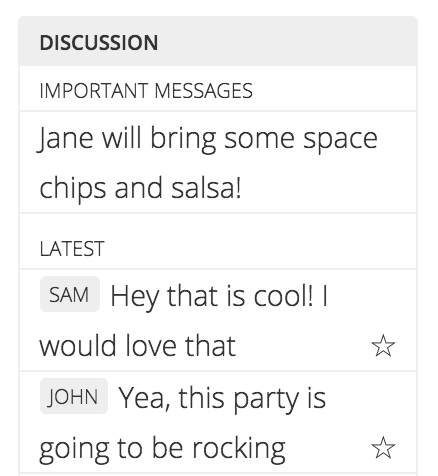 DISCUSSION
IMPORTANT MESSAGES
Jane will bring some space
chips and salsa!
LATEST
SAM Hey that is cool! I
would love that
JOHN Yea, this party is
going to be rocking